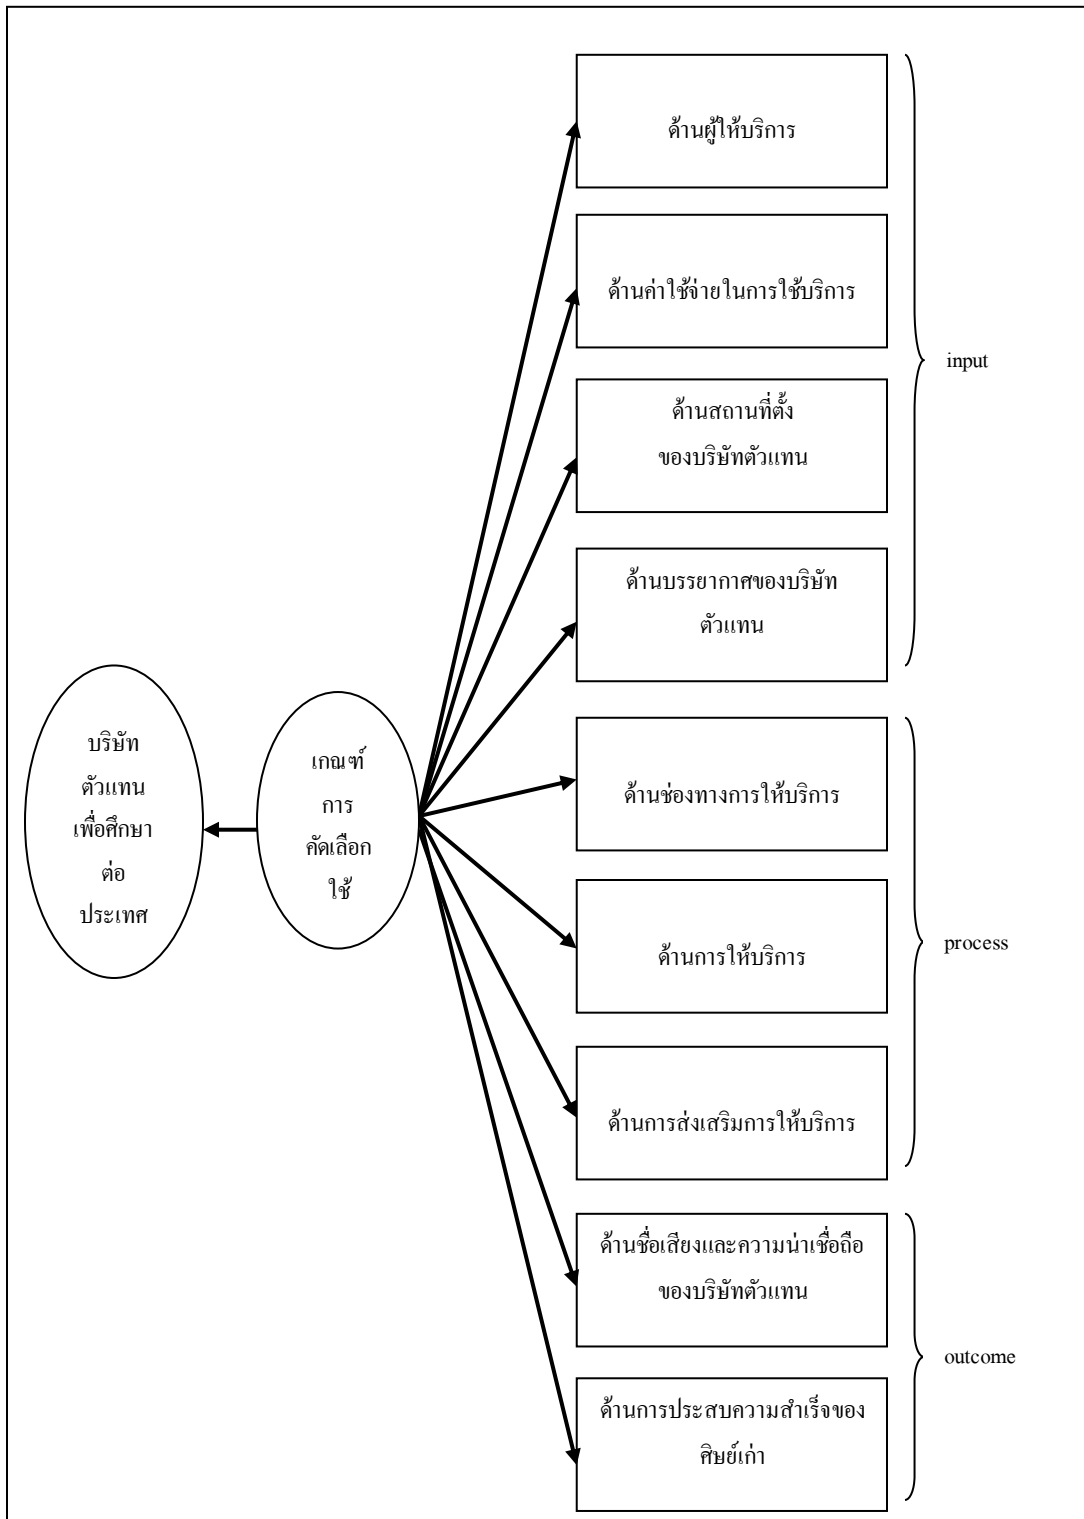 ด้านผู้ให้บริการ
ด้านค่าใช้จ่ายในการใช้บริการ
ด้านสถานที่ตั้ง
ของบริษัทตัวแทน
ด้านบรรยากาศของบริษัท
ตัวแทน
input
บริษัท
ตัวแทน
เพื่อศึกษา
ต่อ
ประเทศ
เกณฑ์
การ
คัดเลือก
ใช้
ด้านช่องทางการให้บริการ
ด้านการให้บริการ
ด้านการส่งเสริมการให้บริการ
process
ด้านชื่อเสียงและความน่าเชื่อถือ
ของบริษัทตัวแทน
ด้านการประสบความสำเร็จของ
ศิษย์เก่า
outcome